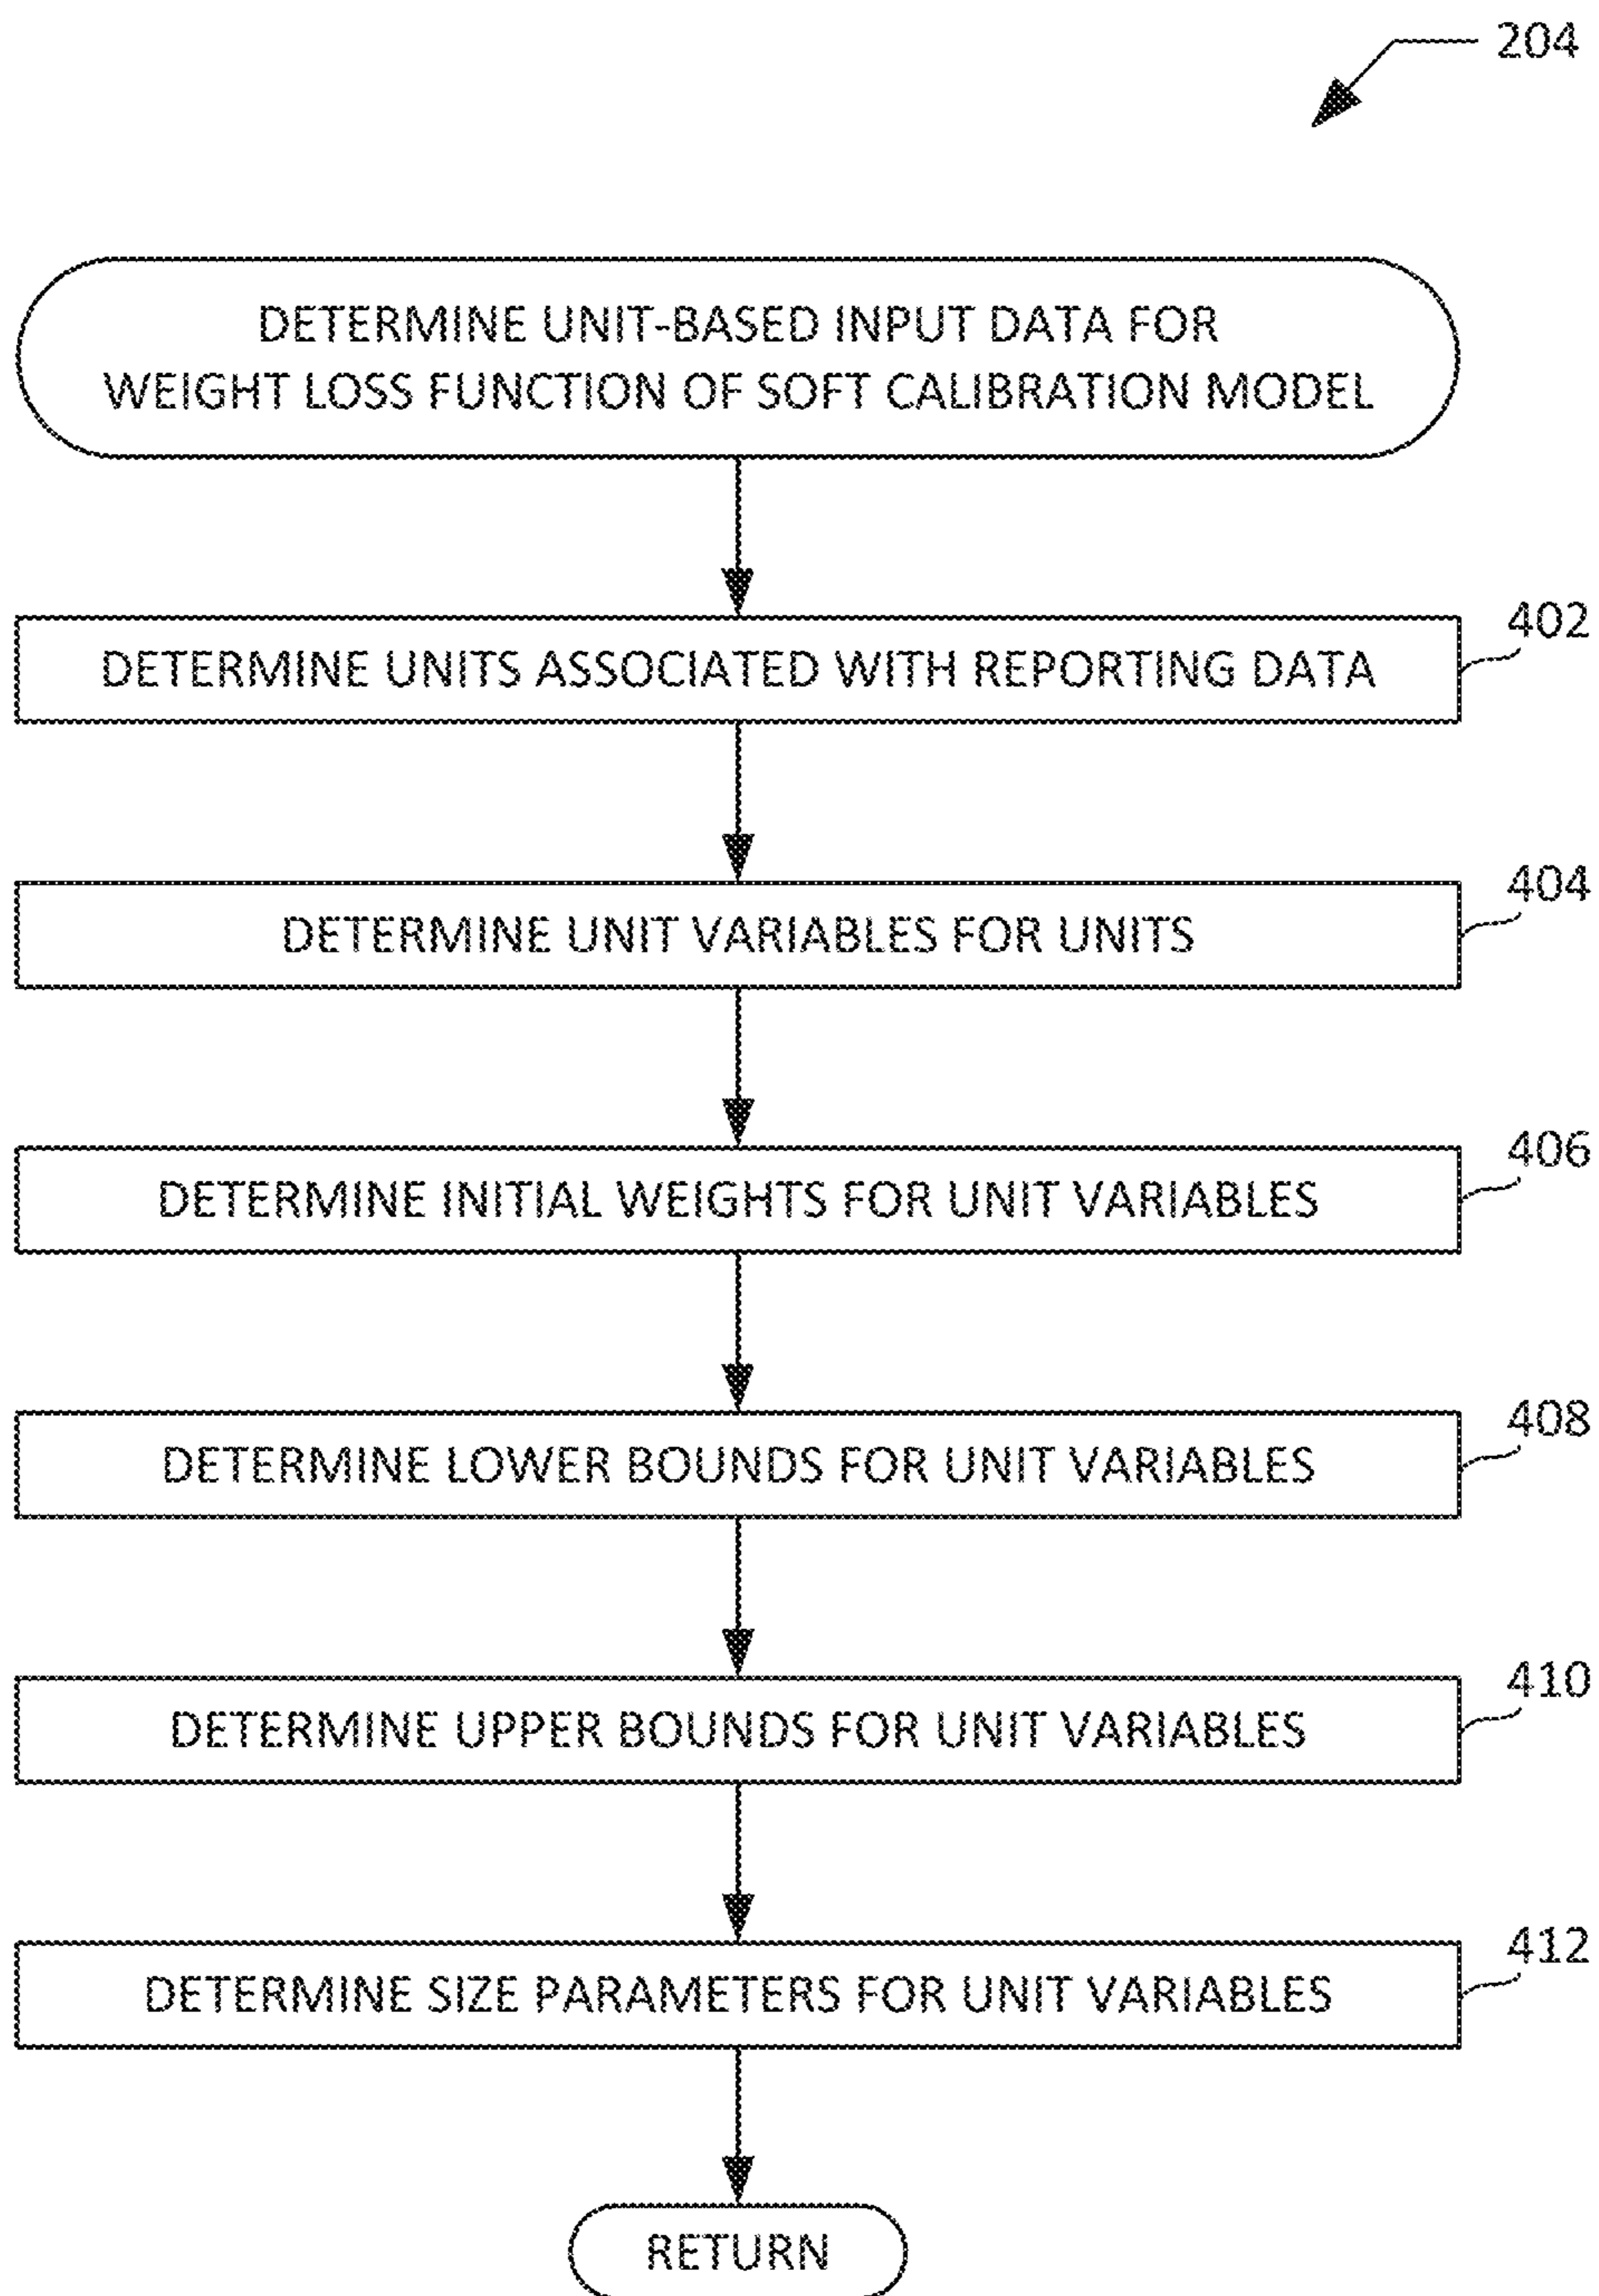 204
DETERMINE UNIT-BASED INPUT DATA FOR
WEIGHT LOSS FUNCTION OF SOFT CALIBRATION MODEL
402
DETERMINE UNITS ASSOCIATED WITH REPORTING DATA
404
DETERMINE UNIT VARIABLES FOR UNITS
406
DETERMINE INITIAL WEIGHTS FOR UNIT VARIABLES
408
DETERMINE LOWER BOUNDS FOR UNIT VARIABLES
410
DETERMINE UPPER BOUNDS FOR UNIT VARIABLES
412
DETERMINE SIZE PARAMETERS FOR UNIT VARIABLES
RETURN